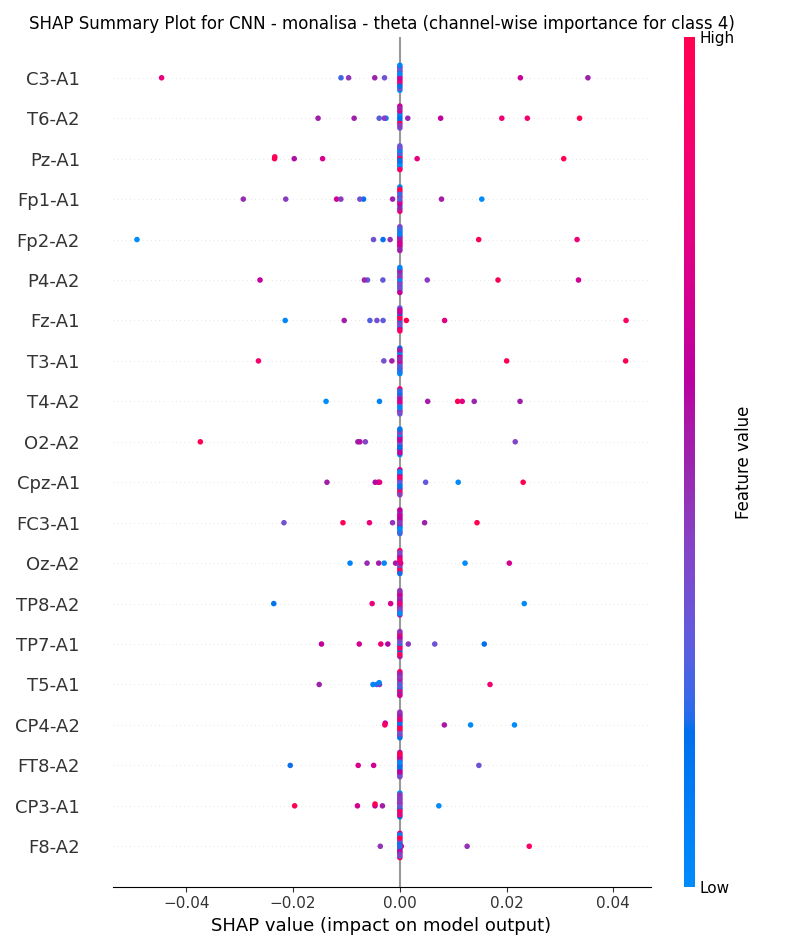 SHAP Summary Plot for CNN - monalisa - theta (channel-wise importance for class 4)
High
C3-A1
T6-A2
Pz-A1
Fp1-A1
Fp2-A2
P4-A2
Fz-A1
T3-A1
T4-A2
O2-A2
Cpz-A1
FC3-A1
Oz-A2
TP8-A2
TP7-A1
T5-A1
CP4-A2
FT8-A2
CP3-A1
F8-A2
Feature value
Low
−0.04 −0.02 0.00 0.02 0.04
SHAP value (impact on model output)